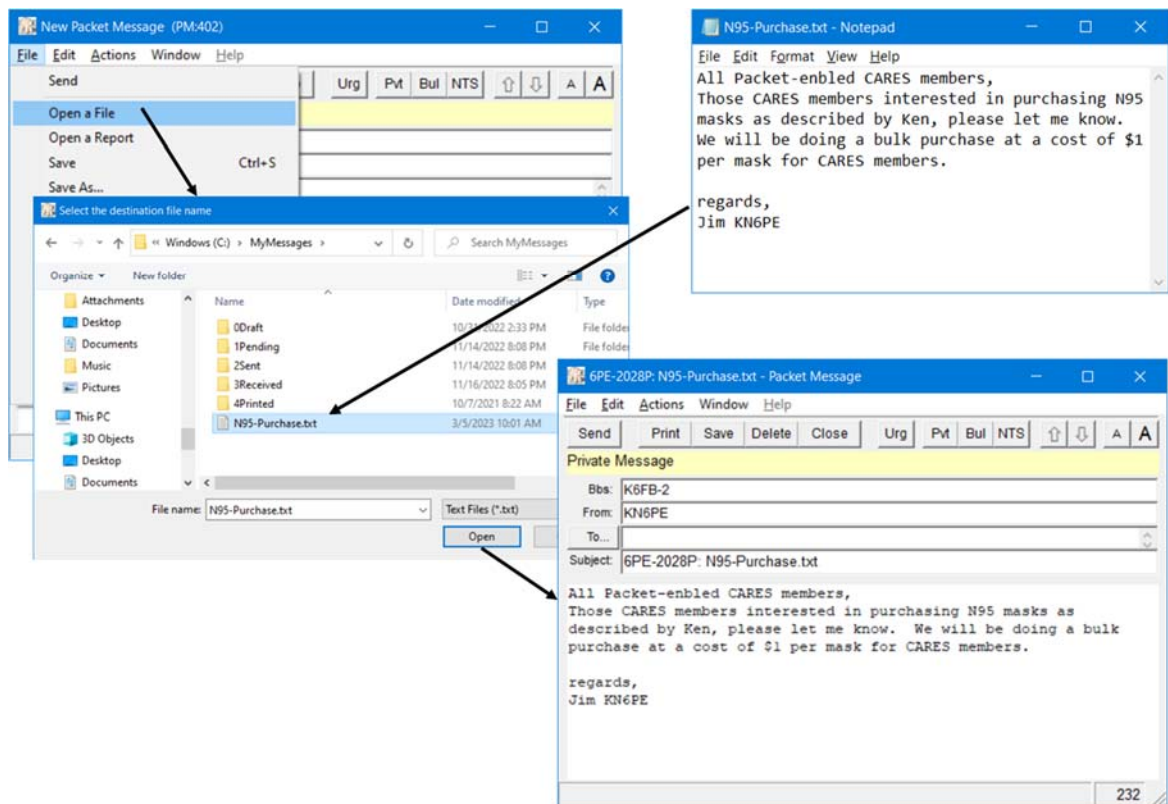 New Packet Message (PM:402)
File Edit Actions Window Help
Send
Open a File
Open a Report
Save Ctrl+S
Save As...
Urg Pvt Bul NTS A A
N95-Purchase.txt - Notepad
File Edit Format View Help
All Packet-enbled CARES members,
Those CARES members interested in purchasing N95
masks as described by Ken, please let me know.
We will be doing a bulk purchase at a cost of $1
per mask for CARES members.
regards,
Jim KN6PE
Select the destination file name
« Windows (C:) › MyMessages ›
Search MyMessages
Organize New folder
Attachments
Desktop
Documents
Music
Pictures
This PC
3D Objects
Desktop
Documents
Name Date modified Type
0Draft 10/31/2022 2:33 PM File folder
1Pending 11/14/2022 8:08 PM File folder
2Sent 11/14/2022 8:08 PM
3Received 11/16/2022 8:05 PM
4Printed 10/7/2021 8:22 AM
N95-Purchase.txt 3/5/2023 10:01 AM
File name: N95-Purchase.txt Text Files (*.txt)
Open
6PE-2028P: N95-Purchase.txt - Packet Message
File Edit Actions Window Help
Send Print Save Delete Close Urg Pvt Bul NTS A A
Private Message
Bbs: K6FB-2
From: KN6PE
To...
Subject: 6PE-2028P: N95-Purchase.txt
All Packet-enbled CARES members,
Those CARES members interested in purchasing N95 masks as
described by Ken, please let me know. We will be doing a bulk
purchase at a cost of $1 per mask for CARES members.
regards,
Jim KN6PE
232